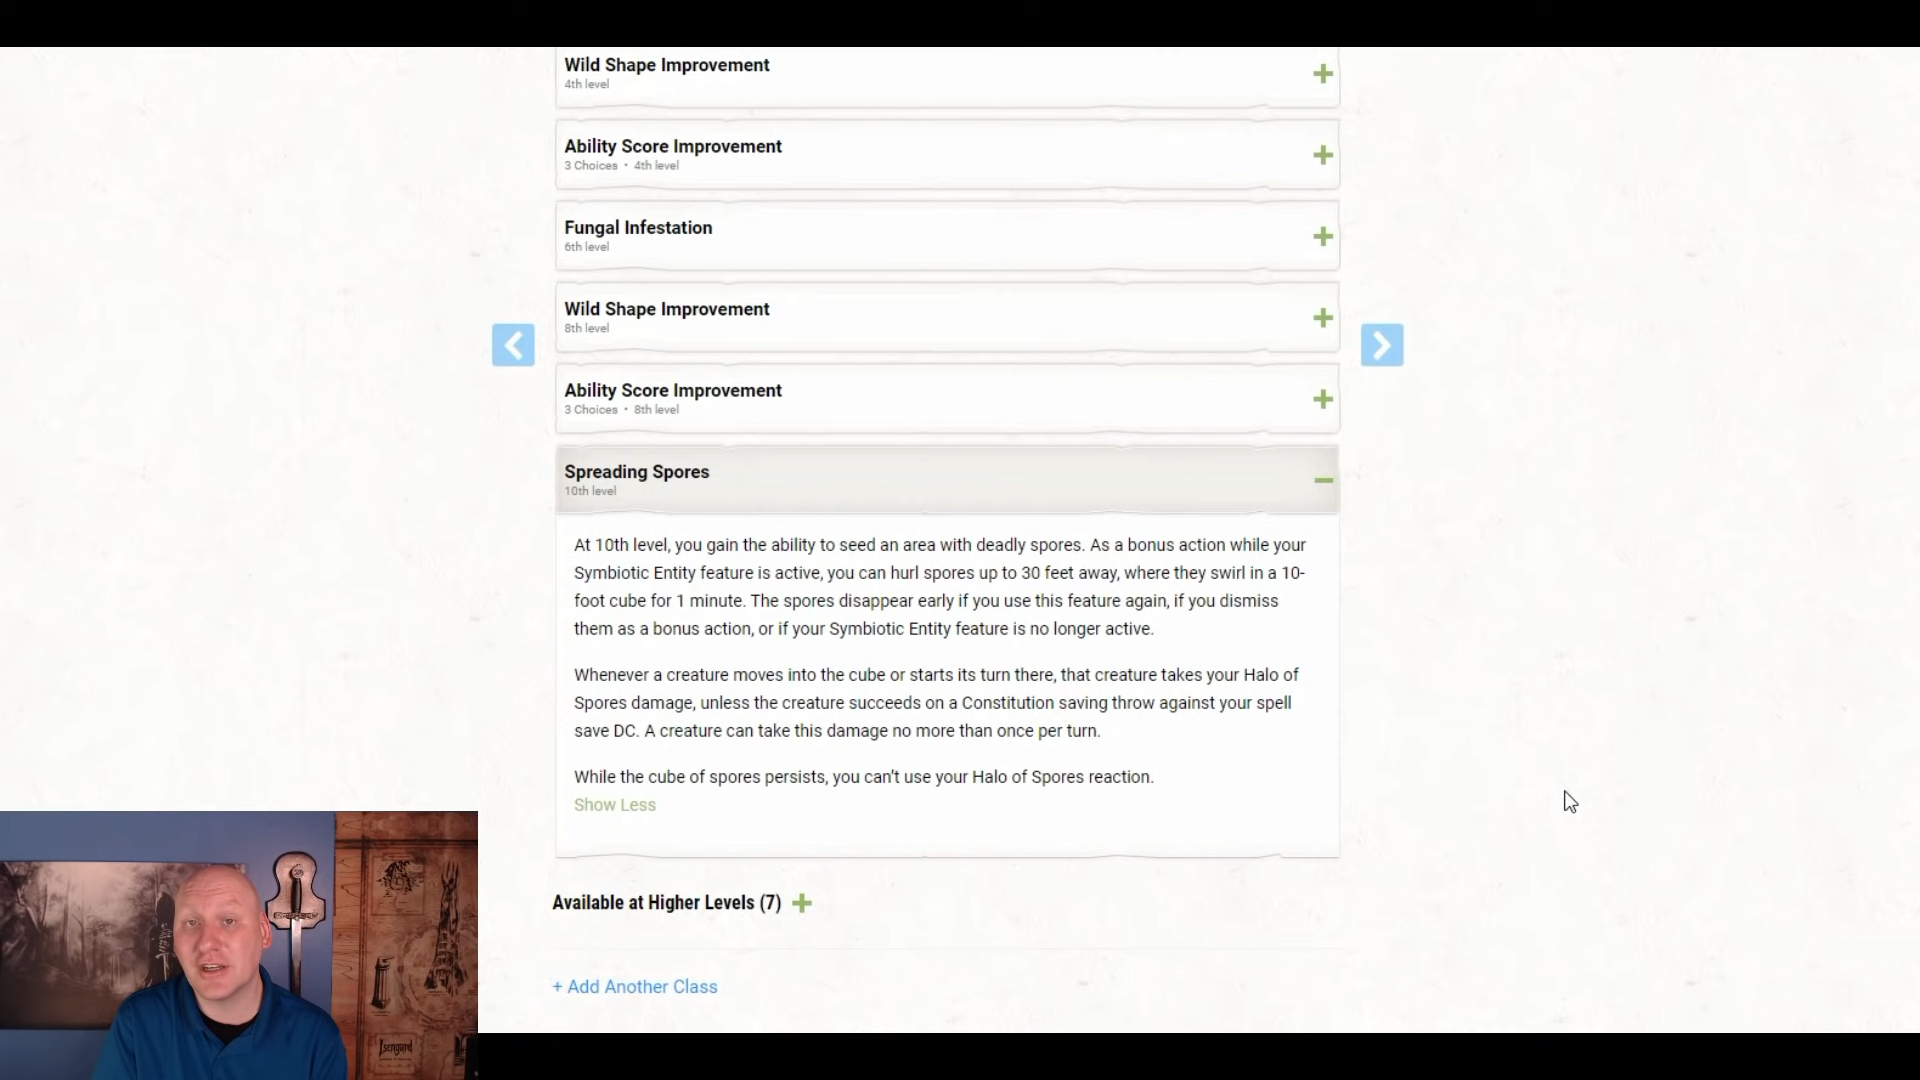 Wild Shape Improvement
4th level
Ability Score Improvement
3 Choices • 4th level
Fungal Infestation
6th level
Wild Shape Improvement
8th level
Ability Score Improvement
3 Choices • 8th level
Spreading Spores
10th level
At 10th level, you gain the ability to seed an area with deadly spores. As a bonus action while your
Symbiotic Entity feature is active, you can hurl spores up to 30 feet away, where they swirl in a 10-
foot cube for 1 minute. The spores disappear early if you use this feature again, if you dismiss
them as a bonus action, or if your Symbiotic Entity feature is no longer active.
Whenever a creature moves into the cube or starts its turn there, that creature takes your Halo of
Spores damage, unless the creature succeeds on a Constitution saving throw against your spell
save DC. A creature can take this damage no more than once per turn.
While the cube of spores persists, you can't use your Halo of Spores reaction.
Show Less
Available at Higher Levels (7)
+ Add Another Class
Isengard